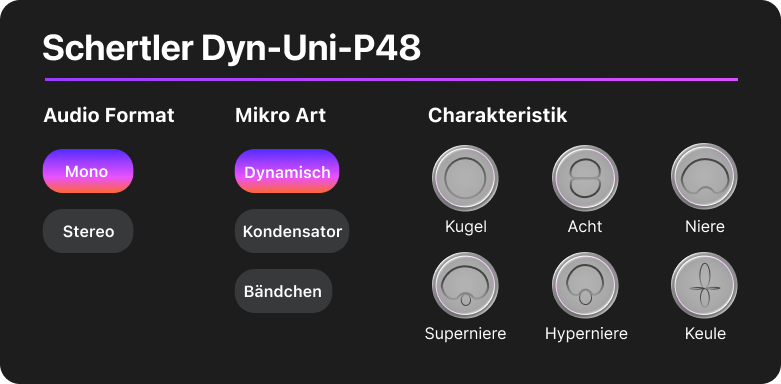 Schertler Dyn-Uni-P48
Audio Format
Mono
Stereo
Mikro Art
Dynamisch
Kondensator
Bändchen
Charakteristik
Kugel
Acht
Niere
Superniere
Hyperniere
Keule